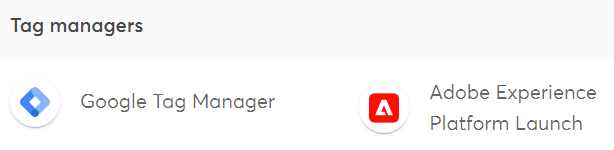 Tag managers
Google Tag Manager
Adobe Experience
Platform Launch